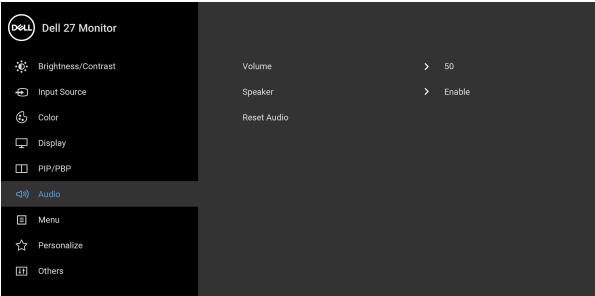 DELL Dell 27 Monitor
Brightness/Contrast
Input Source
Color
Display
PIP/PBP
Audio
Menu
Personalize
Others
Volume 50
Speaker Enable
Reset Audio